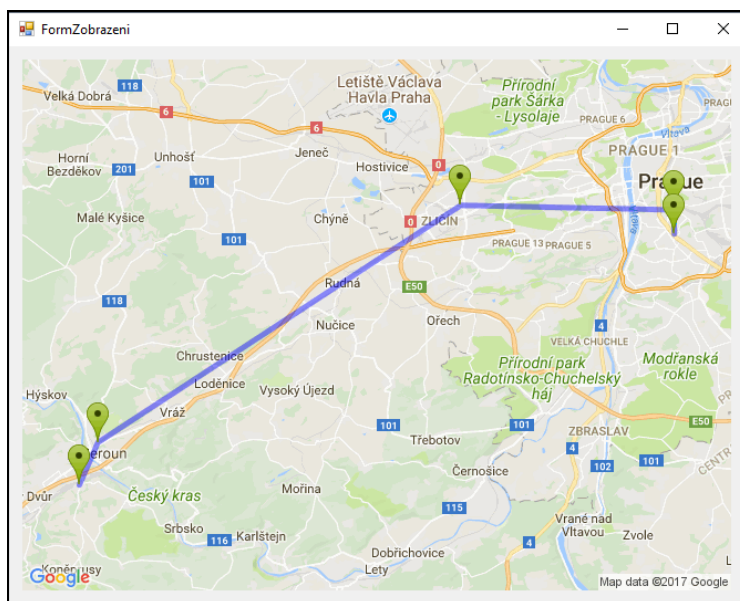 FormZobrazeni
Letiště Václava
Havla Praha
Přírodní
park Šárka
- Lysolaje
118
Velká Dobrá
6
6
PRAGUE 6
Vltava
PRAGUE 1
Horní
Bezděkov
Unhošť
Jeneč
Hostivice
0
201
101
Prague
Malé Kyšice
Chýně
0
ZLIČÍN
Vltava
101
PRAGUE 13
PRAGUE 5
Rudná
E50
118
Nučice
Ořech
4
VELKÁ CHUCHLE
Chrustenice
Loděnice
Vysoký Újezd
Přírodní park
Radotínsko-Chuchelský
háj
Modřanská
rokle
Hýskov
Vráž
101
101
E50
Třebotov
ZBRASLAV
4
Dvůr
Černošice
102
101
Český kras
Mořina
115
Srbsko
Karlštejn
116
Vrané nad
Vltavou
Zvole
4
Dobřichovice
Lety
Google
Map data ©2017 Google